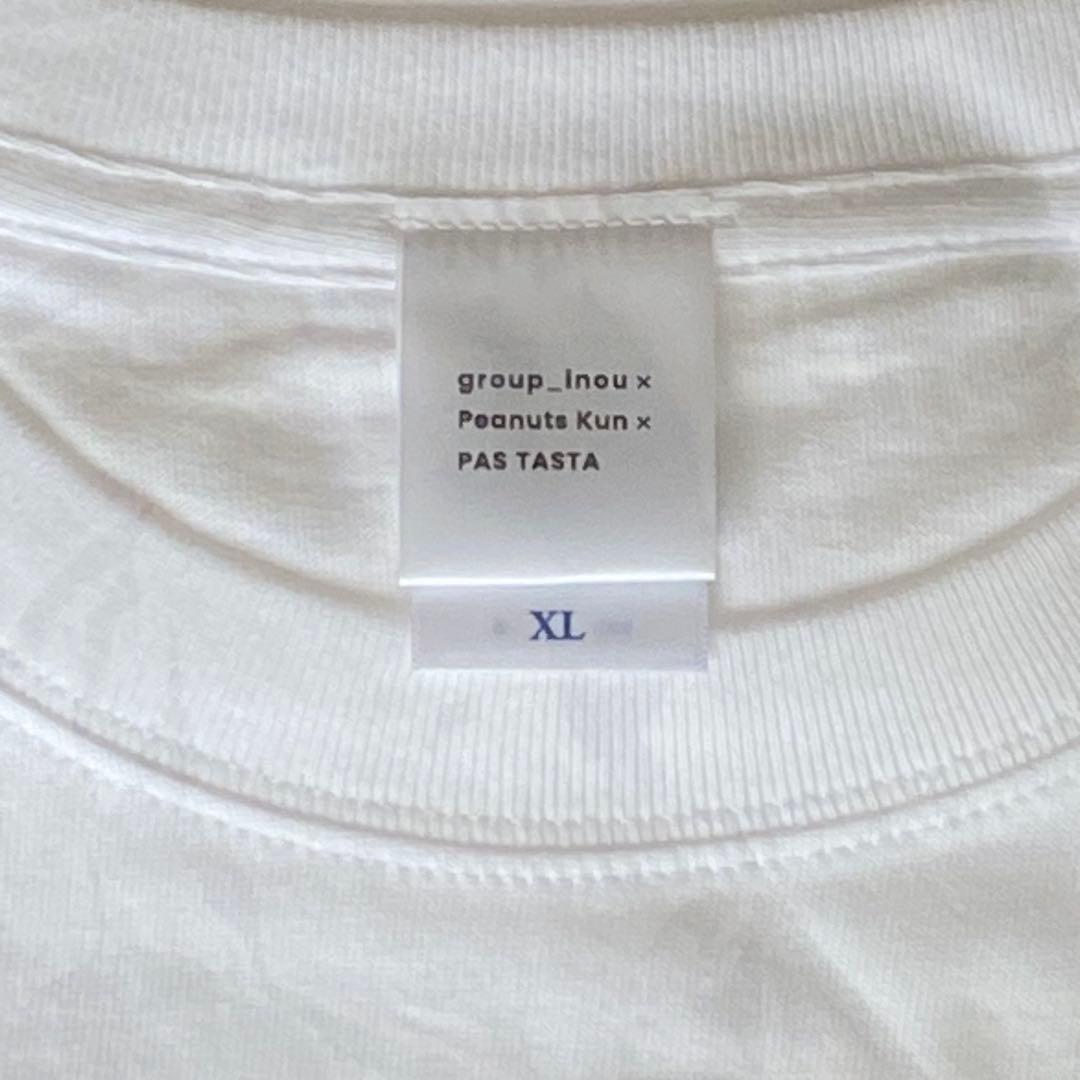 group_inou ×
Peanuts Kun ×
PAS TASTA
XL